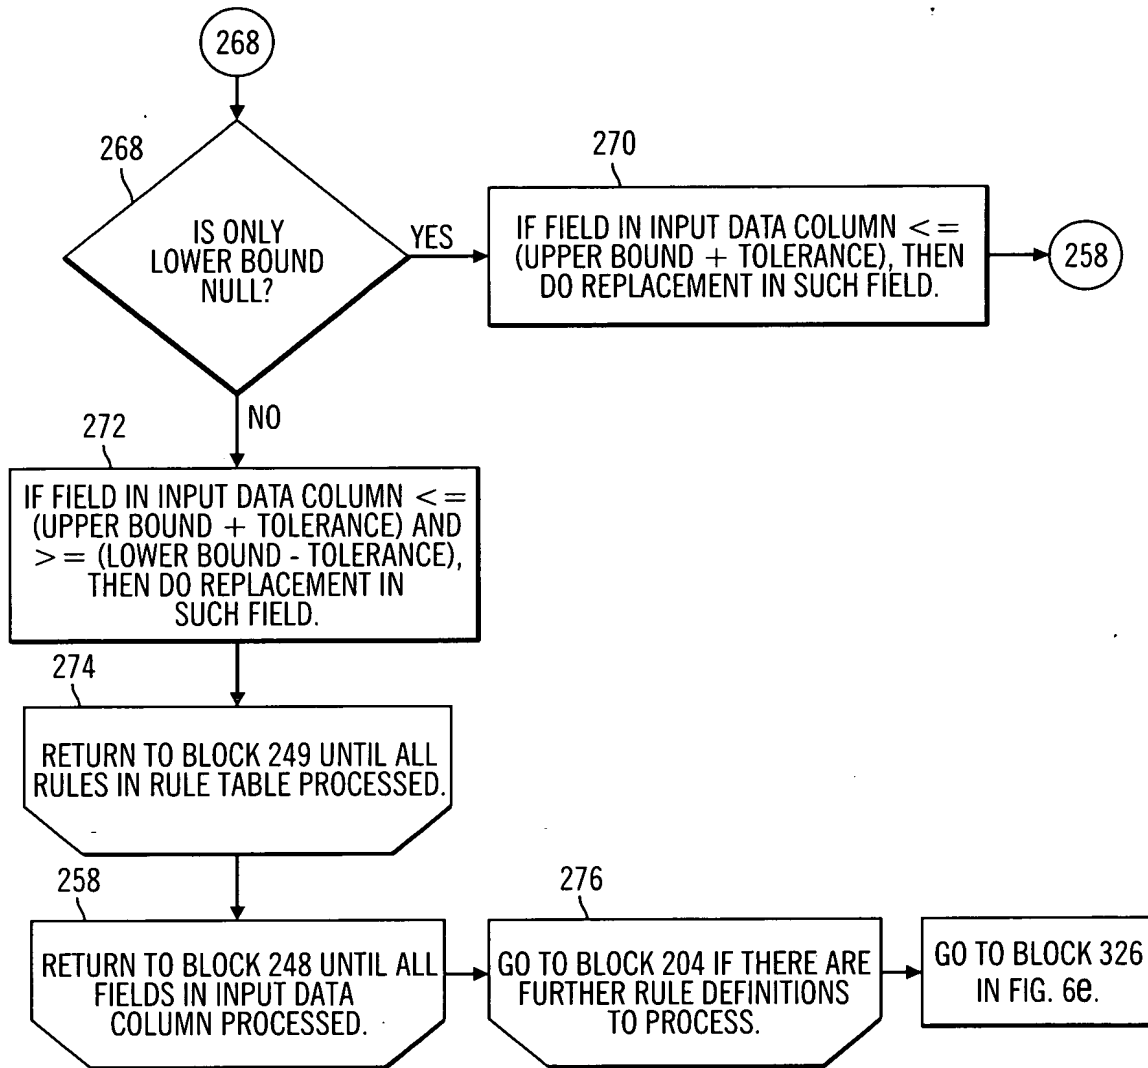 268
268
IS ONLY
LOWER BOUND
NULL?
YES
270
IF FIELD IN INPUT DATA COLUMN <=
(UPPER BOUND + TOLERANCE), THEN
DO REPLACEMENT IN SUCH FIELD.
258
NO
272
IF FIELD IN INPUT DATA COLUMN <=
(UPPER BOUND + TOLERANCE) AND
>= (LOWER BOUND - TOLERANCE),
THEN DO REPLACEMENT IN
SUCH FIELD.
274
RETURN TO BLOCK 249 UNTIL ALL
RULES IN RULE TABLE PROCESSED.
258
RETURN TO BLOCK 248 UNTIL ALL
FIELDS IN INPUT DATA
COLUMN PROCESSED.
276
GO TO BLOCK 204 IF THERE ARE
FURTHER RULE DEFINITIONS
TO PROCESS.
GO TO BLOCK 326
IN FIG. 6e.